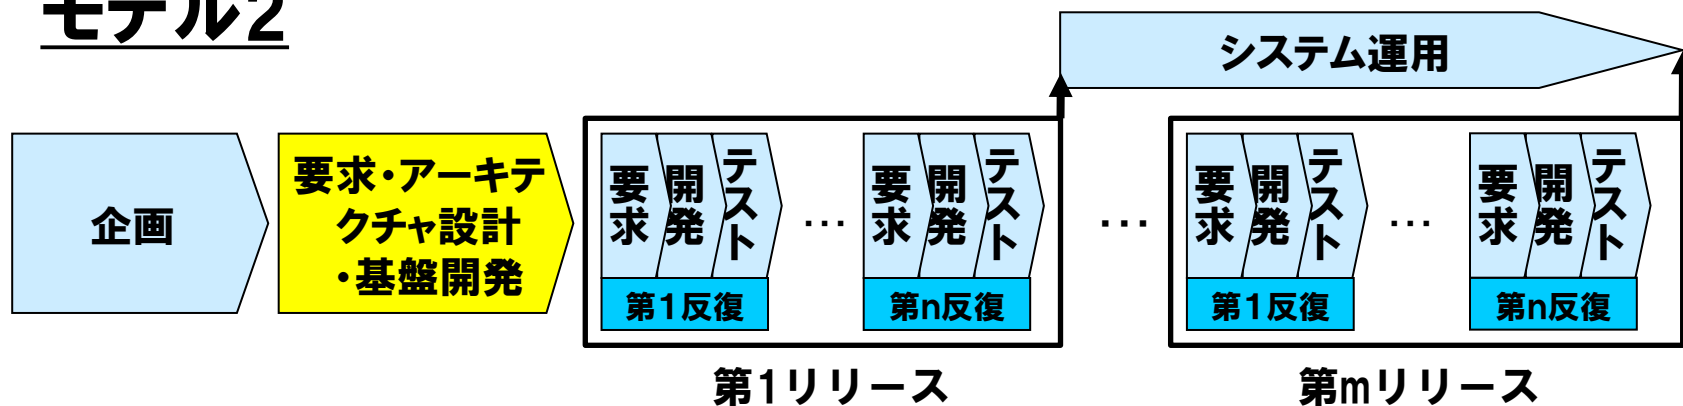 モデル2
システム運用
企画
要求・アーキテ
クチャ設計
・基盤開発
要求
開発
テスト
第1反復
…
要求
開発
テスト
第n反復
第1リリース
…
要求
開発
テスト
第1反復
…
要求
開発
テスト
第n反復
第mリリース